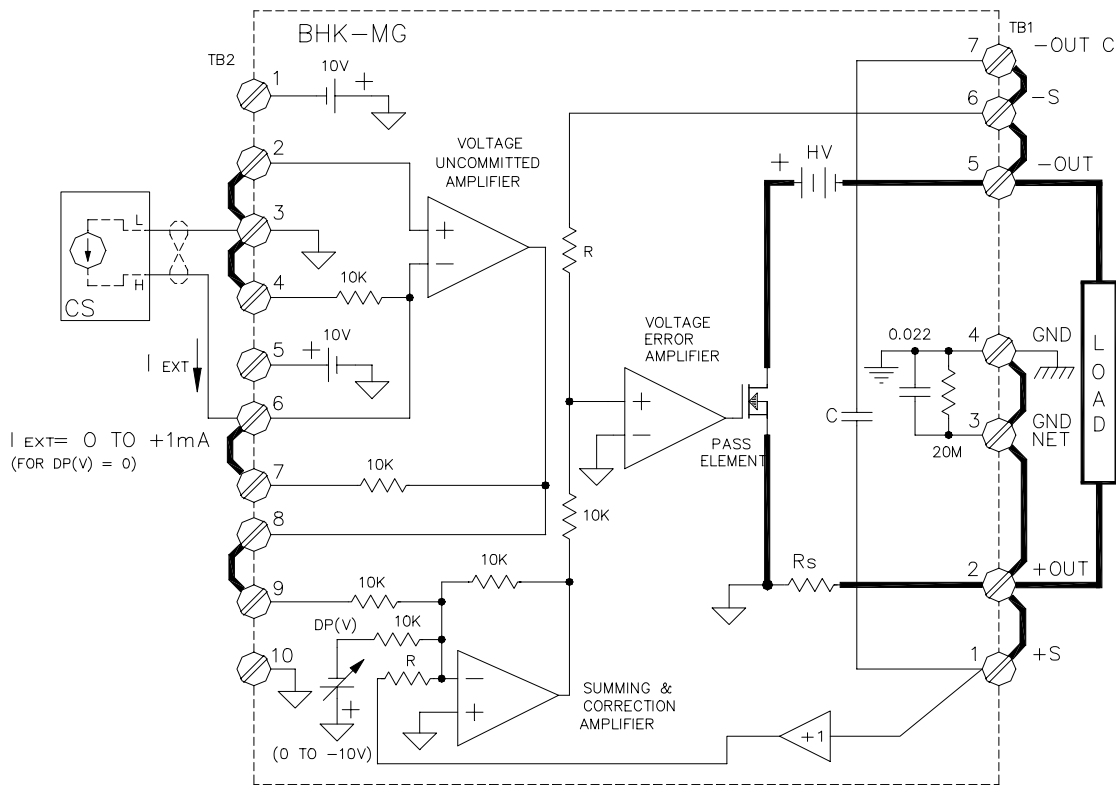 BHK-MG
TB2
TB1
1
10V
+
2
3
4
10K
VOLTAGE
UNCOMMITTED
AMPLIFIER
+
−
L
H
CS
I EXT
I EXT= 0 TO +1mA
(FOR DP(V) = 0)
5
+
10V
6
7
10K
8
9
10K
10K
DP(V)
10K
R
10
+
(0 TO -10V)
−
+
SUMMING &
CORRECTION
AMPLIFIER
+1
R
10K
VOLTAGE
ERROR
AMPLIFIER
+
−
PASS
ELEMENT
+
HV
C
Rs
0.022
20M
7
-OUT C
6
-S
5
-OUT
4
GND
3
GND
NET
2
+OUT
1
+S
LOAD